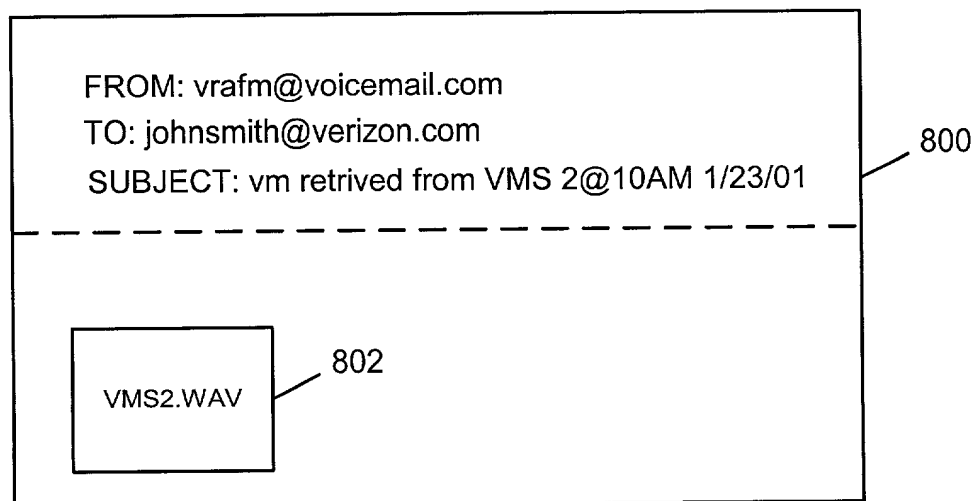 FROM: vrafm@voicemail.com
TO: johnsmith@verizon.com
SUBJECT: vm retrived from VMS 2@10AM 1/23/01
800
VMS2.WAV
802